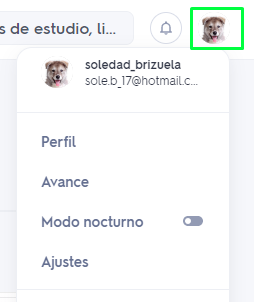 s de estudio, li...
soledad_brizuela
sole.b_17@hotmail.c...
Perfil
Avance
Modo nocturno
Ajustes